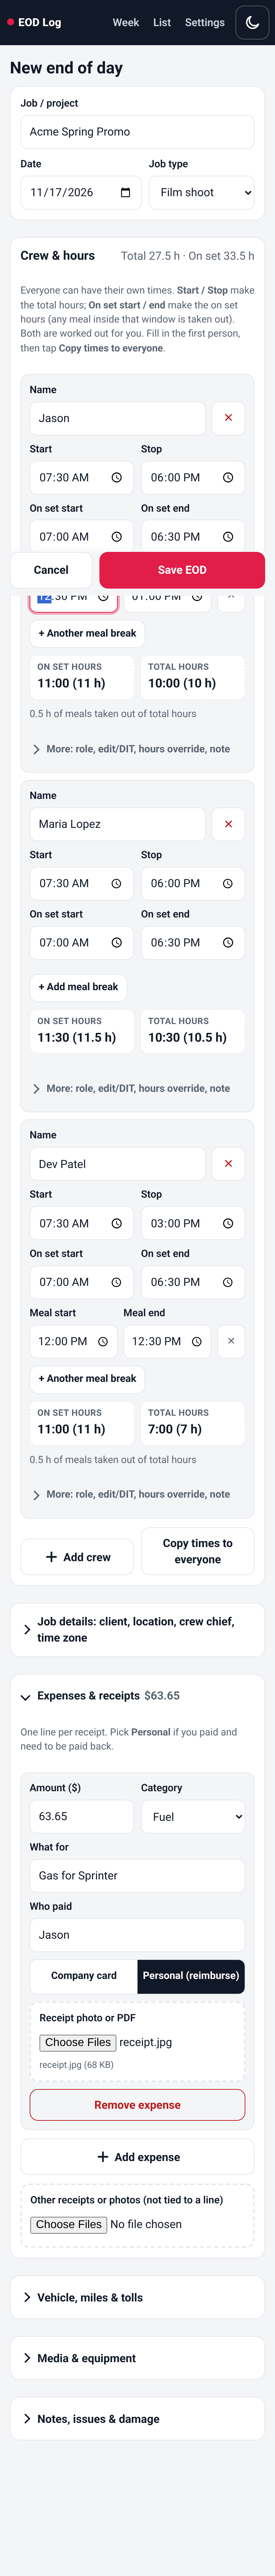 EOD Log
Week List Settings
New end of day
Job / project
Acme Spring Promo
Date Job type
11/17/2026 Film shoot
Crew & hours Total 27.5 h · On set 33.5 h
Everyone can have their own times. Start / Stop make
the total hours; On set start / end make the on set
hours (any meal inside that window is taken out).
Both are worked out for you. Fill in the first person,
then tap Copy times to everyone.
Name
Jason ×
Start Stop
07:30 AM 06:00 PM
On set start On set end
07:00 AM 06:30 PM
Cancel Save EOD
12:30 PM 01:00 PM ×
+ Another meal break
ON SET HOURS TOTAL HOURS
11:00 (11 h) 10:00 (10 h)
0.5 h of meals taken out of total hours
More: role, edit/DIT, hours override, note
Name
Maria Lopez ×
Start Stop
07:30 AM 06:00 PM
On set start On set end
07:00 AM 06:30 PM
+ Add meal break
ON SET HOURS TOTAL HOURS
11:30 (11.5 h) 10:30 (10.5 h)
More: role, edit/DIT, hours override, note
Name
Dev Patel ×
Start Stop
07:30 AM 03:00 PM
On set start On set end
07:00 AM 06:30 PM
Meal start Meal end
12:00 PM 12:30 PM ×
+ Another meal break
ON SET HOURS TOTAL HOURS
11:00 (11 h) 7:00 (7 h)
0.5 h of meals taken out of total hours
More: role, edit/DIT, hours override, note
+ Add crew Copy times to
everyone
Job details: client, location, crew chief,
time zone
Expenses & receipts $63.65
One line per receipt. Pick Personal if you paid and
need to be paid back.
Amount ($) Category
63.65 Fuel
What for
Gas for Sprinter
Who paid
Jason
Company card Personal (reimburse)
Receipt photo or PDF
Choose Files receipt.jpg
receipt.jpg (68 KB)
Remove expense
+ Add expense
Other receipts or photos (not tied to a line)
Choose Files No file chosen
Vehicle, miles & tolls
Media & equipment
Notes, issues & damage